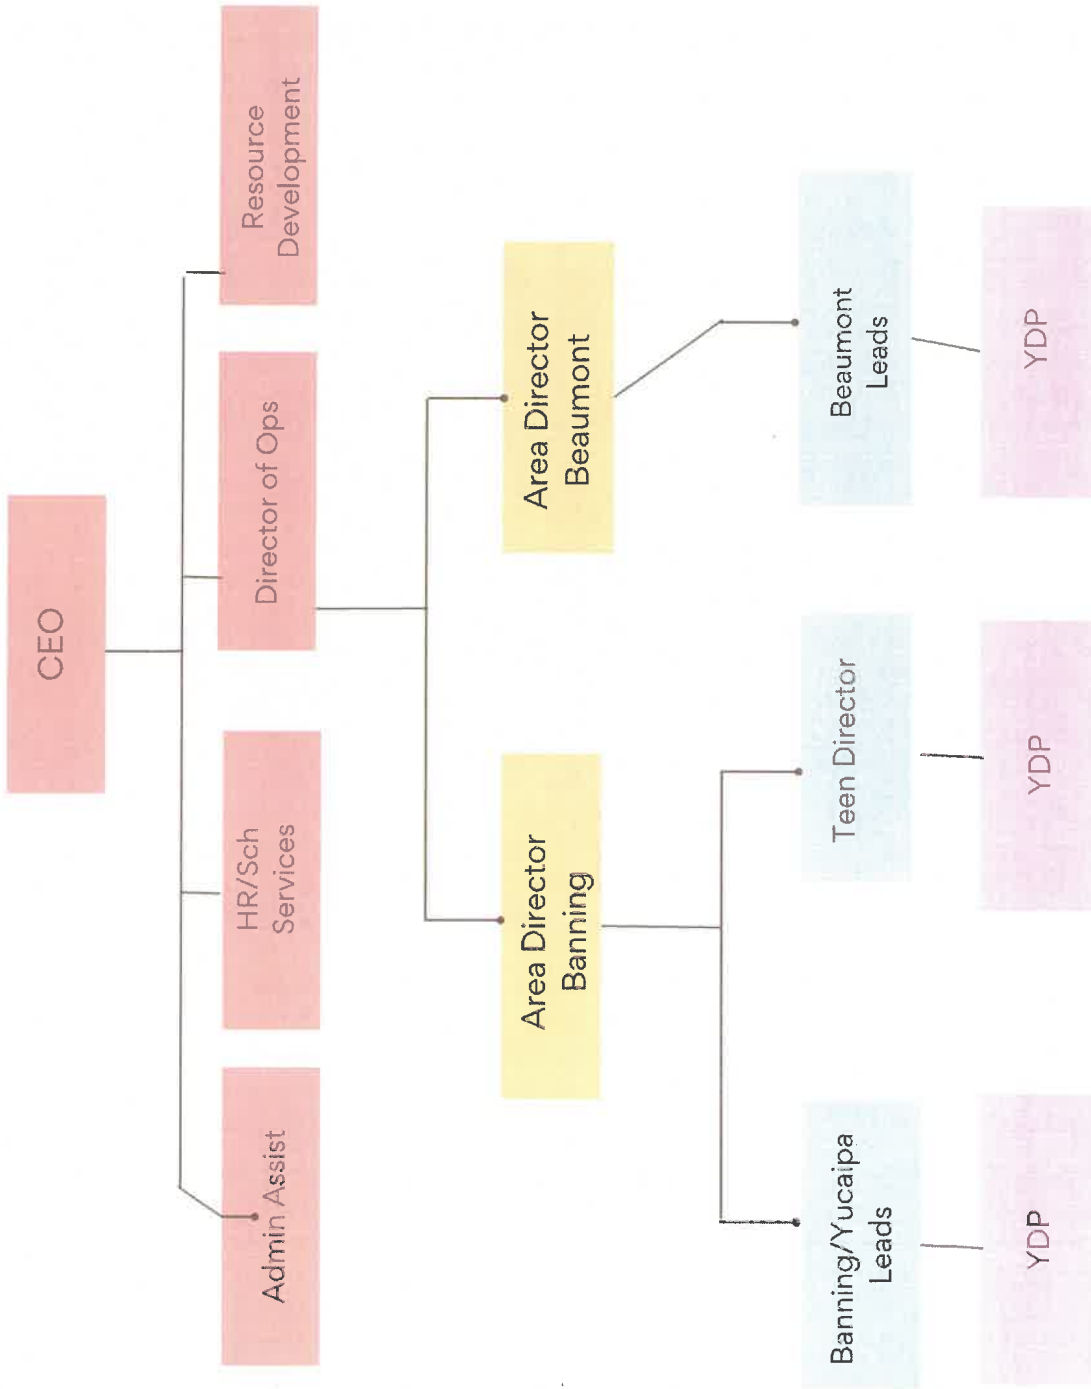 CEO
Admin Assist
HR/Sch
Services
Director of Ops
Resource
Development
Area Director
Banning
Area Director
Beaumont
Banning/Yucaipa
Leads
Teen Director
Beaumont
Leads
YDP
YDP
YDP